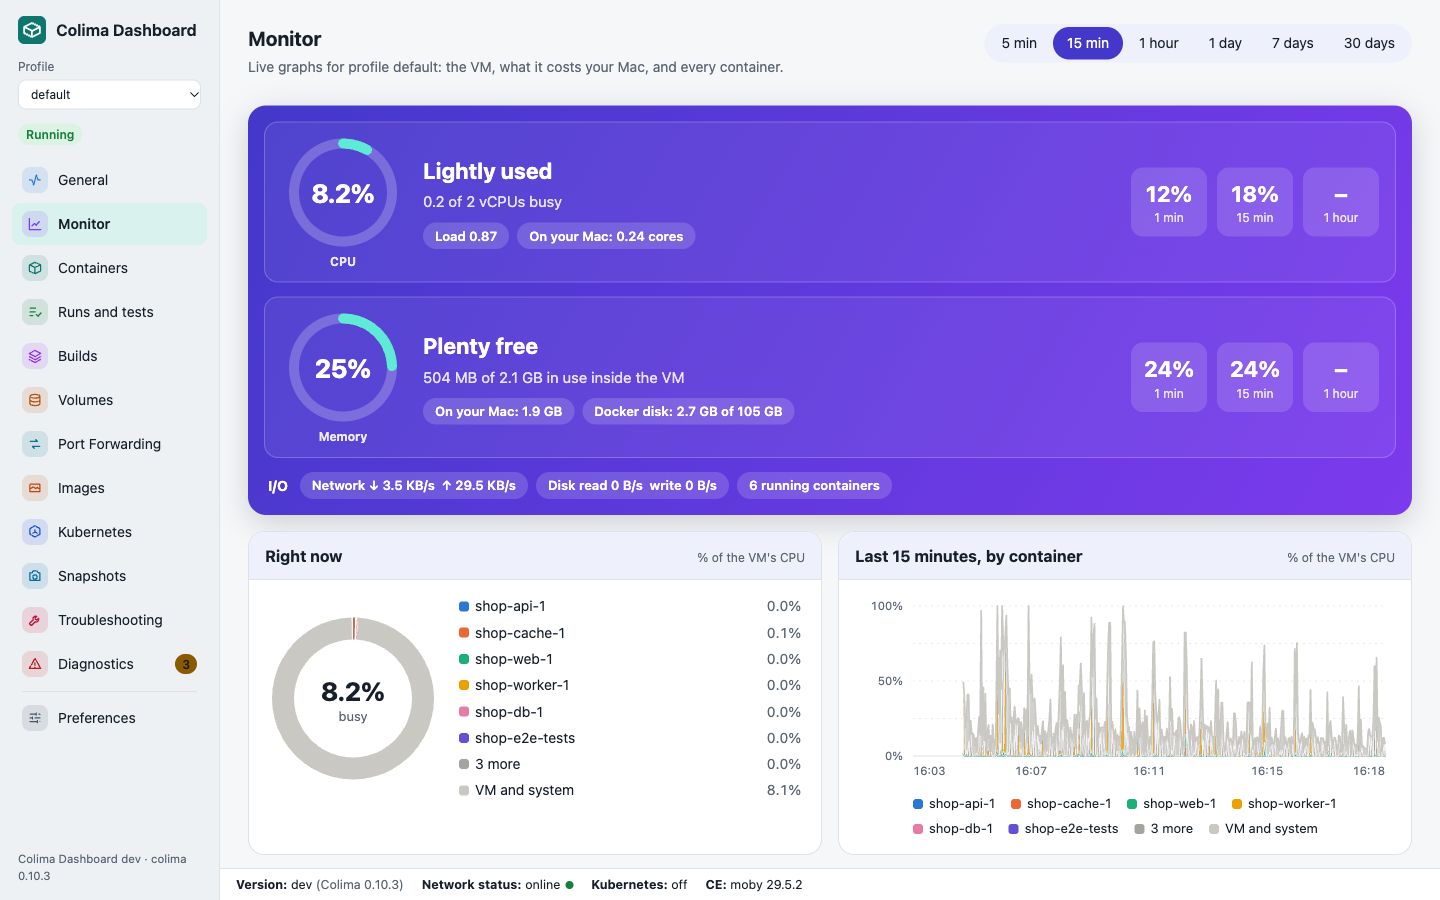 Colima Dashboard
Profile
default
Running
General
Monitor
Containers
Runs and tests
Builds
Volumes
Port Forwarding
Images
Kubernetes
Snapshots
Troubleshooting
Diagnostics 3
Preferences
Colima Dashboard dev · colima
0.10.3
Monitor
Live graphs for profile default: the VM, what it costs your Mac, and every container.
5 min 15 min 1 hour 1 day 7 days 30 days
8.2%
CPU
Lightly used
0.2 of 2 vCPUs busy
Load 0.87 On your Mac: 0.24 cores
12% 18% –
1 min 15 min 1 hour
25%
Memory
Plenty free
504 MB of 2.1 GB in use inside the VM
On your Mac: 1.9 GB Docker disk: 2.7 GB of 105 GB
24% 24% –
1 min 15 min 1 hour
I/O Network ↓ 3.5 KB/s ↑ 29.5 KB/s Disk read 0 B/s write 0 B/s 6 running containers
Right now % of the VM's CPU
8.2%
busy
shop-api-1 0.0%
shop-cache-1 0.1%
shop-web-1 0.0%
shop-worker-1 0.0%
shop-db-1 0.0%
shop-e2e-tests 0.0%
3 more 0.0%
VM and system 8.1%
Last 15 minutes, by container % of the VM's CPU
100%
50%
0%
16:03 16:07 16:11 16:15 16:18
shop-api-1 shop-cache-1 shop-web-1 shop-worker-1
shop-db-1 shop-e2e-tests 3 more VM and system
Version: dev (Colima 0.10.3) Network status: online Kubernetes: off CE: moby 29.5.2